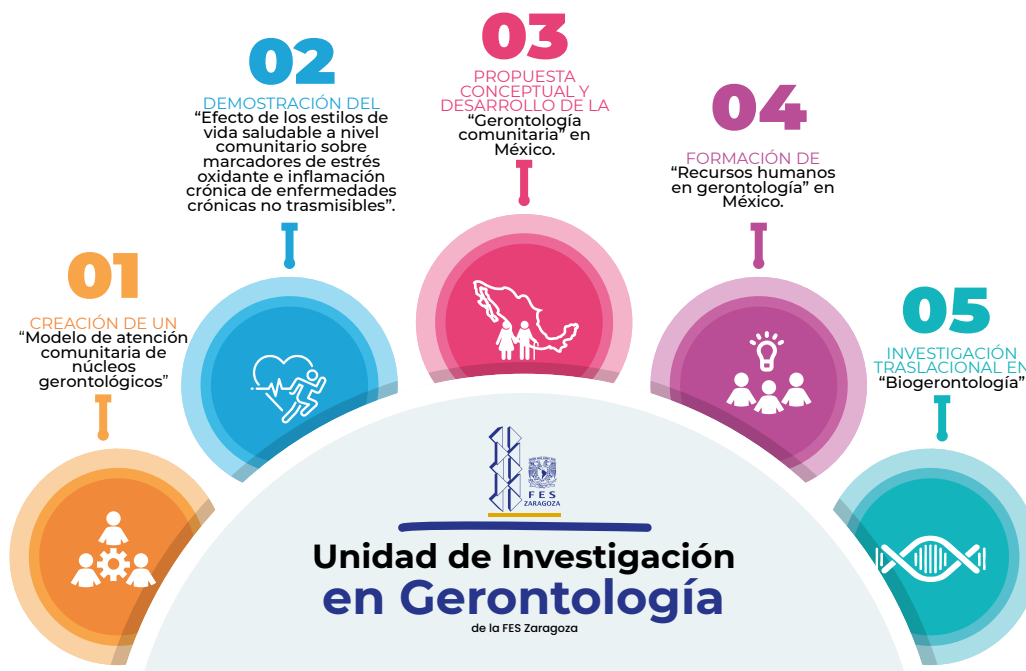 01
CREACIÓN DE UN
“Modelo de atención
comunitaria de
núcleos
gerontológicos”
02
DEMOSTRACIÓN DEL
“Efecto de los estilos de
vida saludable a nivel
comunitario sobre
marcadores de estrés
oxidante e inflamación
crónica de enfermedades
crónicas no trasmisibles”.
03
PROPUESTA
CONCEPTUAL Y
DESARROLLO DE LA
“Gerontología
comunitaria” en
México.
04
FORMACIÓN DE
“Recursos humanos
en gerontología” en
México.
05
INVESTIGACIÓN
TRASLACIONAL EN
“Biogerontología”
FES
ZARAGOZA
Unidad de Investigación
en Gerontología
de la FES Zaragoza